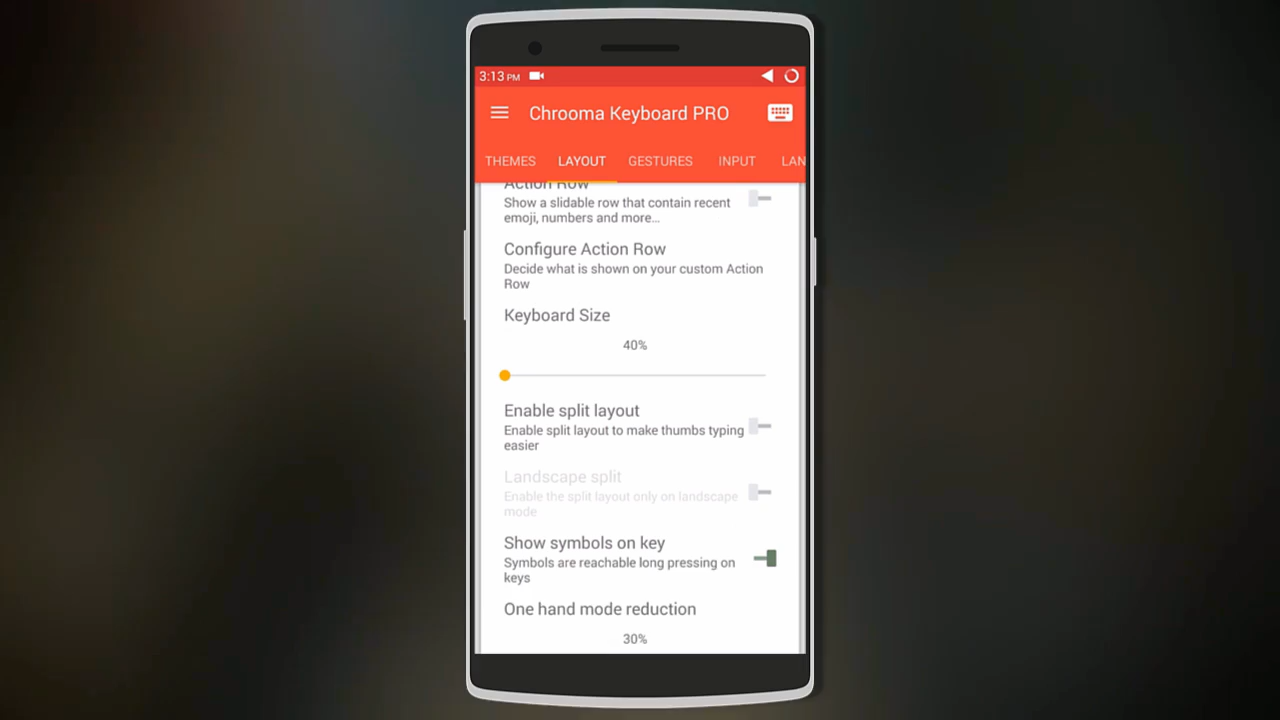 3:13 PM
Chrooma Keyboard PRO
THEMES LAYOUT GESTURES INPUT LAN
Action Row
Show a slidable row that contain recent
emoji, numbers and more...
Configure Action Row
Decide what is shown on your custom Action
Row
Keyboard Size
40%
Enable split layout
Enable split layout to make thumbs typing
easier
Landscape split
Enable the split layout only on landscape
mode
Show symbols on key
Symbols are reachable long pressing on
keys
One hand mode reduction
30%